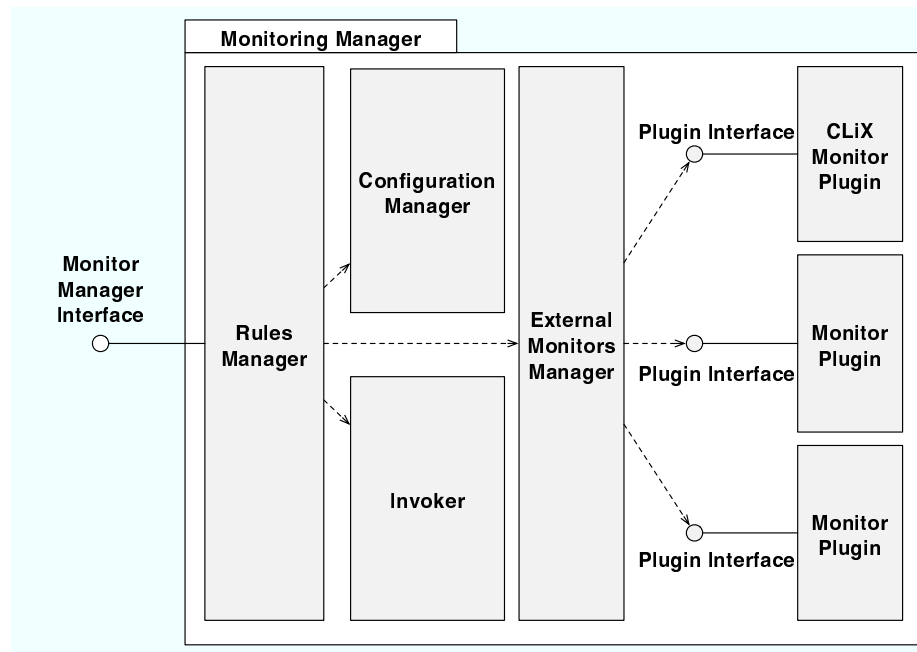 Monitoring Manager
Monitor
Manager
Interface
Rules
Manager
Configuration
Manager
Invoker
External
Monitors
Manager
Plugin Interface
CLiX
Monitor
Plugin
Plugin Interface
Monitor
Plugin
Plugin Interface
Monitor
Plugin